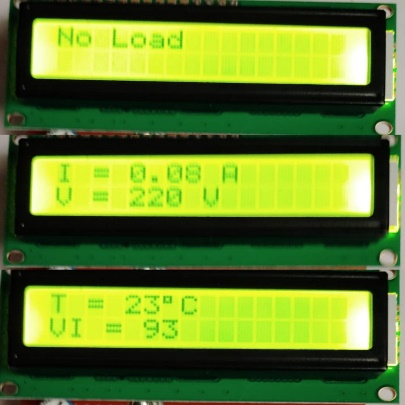 No Load
I = 0.08 A
V = 220 V
T = 23°C
VI = 93